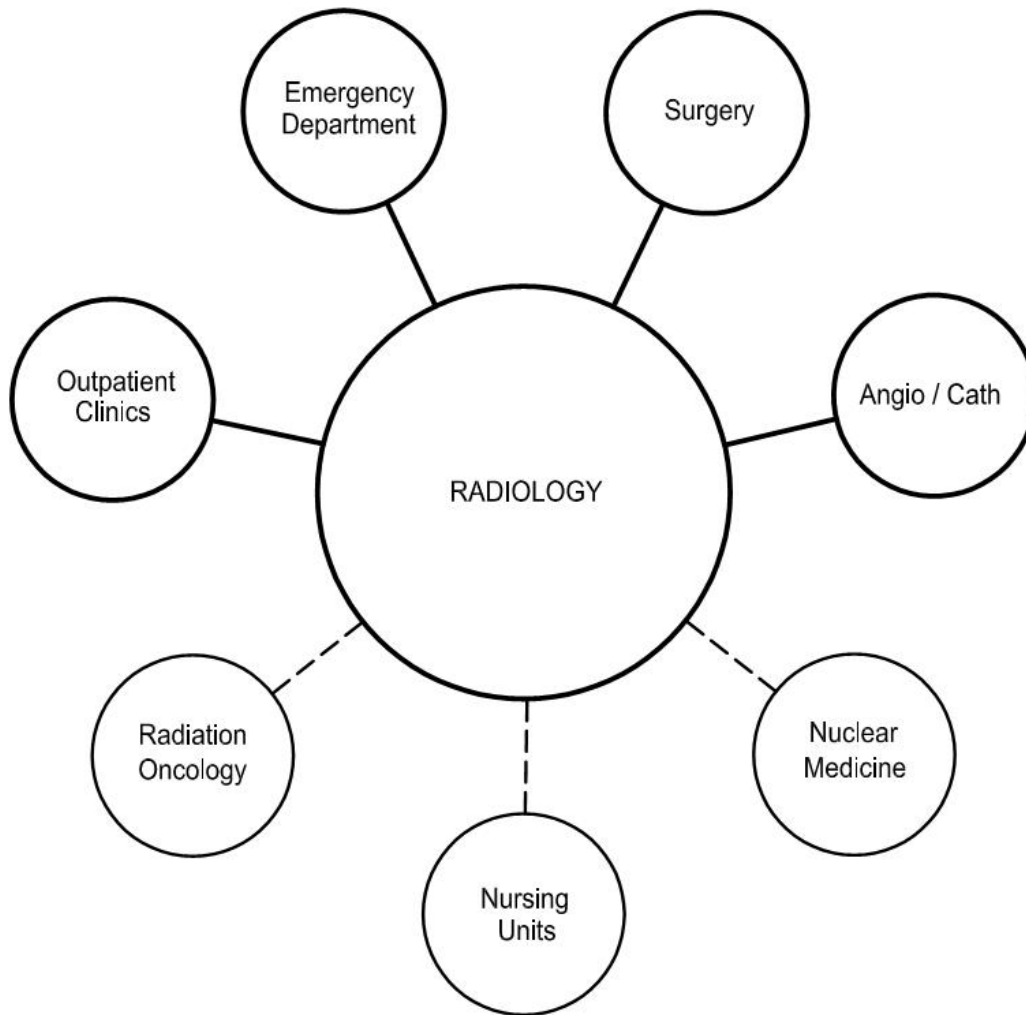 Emergency
Department
Surgery
Outpatient
Clinics
Angio / Cath
RADIOLOGY
Radiation
Oncology
Nuclear
Medicine
Nursing
Units